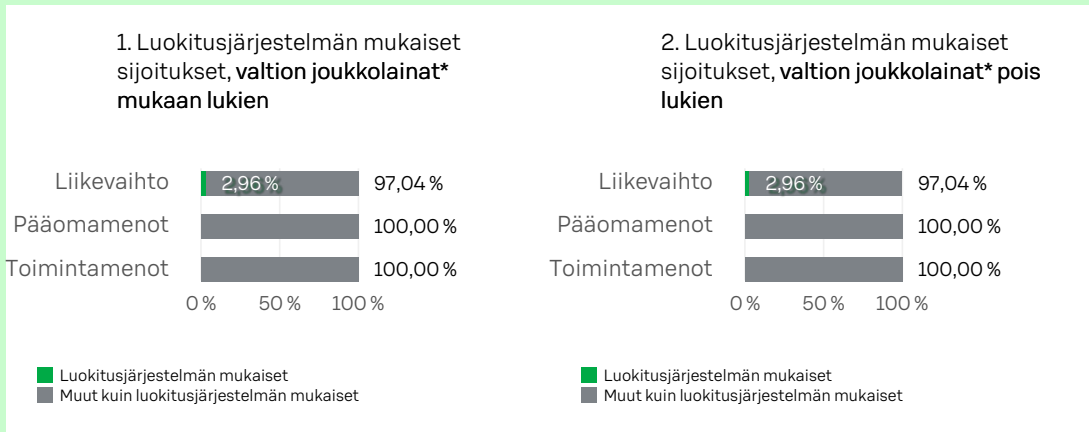 1. Luokitusjärjestelmän mukaiset
sijoitukset, valtion joukkolainat*
mukaan lukien
Liikevaihto 2,96 % 97,04 %
Pääomamenot 100,00 %
Toimintamenot 100,00 %
0 % 50 % 100 %
Luokitusjärjestelmän mukaiset
Muut kuin luokitusjärjestelmän mukaiset
2. Luokitusjärjestelmän mukaiset
sijoitukset, valtion joukkolainat* pois
lukien
Liikevaihto 2,96 % 97,04 %
Pääomamenot 100,00 %
Toimintamenot 100,00 %
0 % 50 % 100 %
Luokitusjärjestelmän mukaiset
Muut kuin luokitusjärjestelmän mukaiset